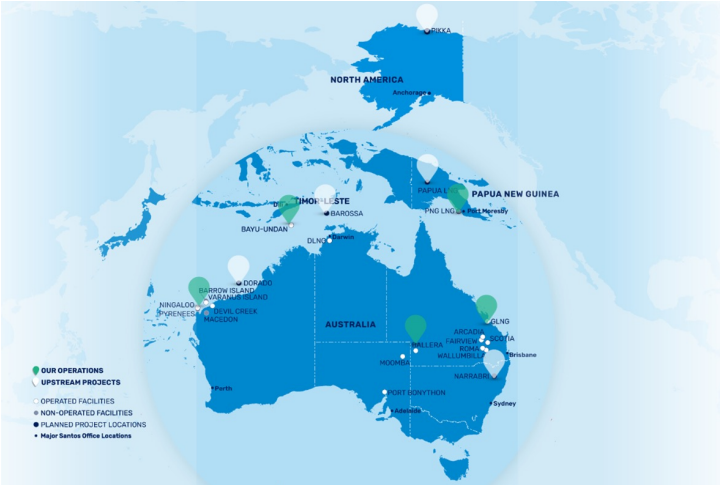 PIKKA
NORTH AMERICA
Anchorage
PAPUA LNG
PAPUA NEW GUINEA
PNG LNG
Port Moresby
TIMOR-LESTE
BAROSSA
BAYU-UNDAN
DLNG
Darwin
DORADO
BARROW ISLAND
VARANUS ISLAND
NINGALOO
PYRENEES
DEVIL CREEK
MACEDON
AUSTRALIA
GLNG
ARCADIA
FAIRVIEW
SCOTIA
ROMA
WALLUMBILLA
Brisbane
BALLERA
MOOMBA
NARRABRI
PORT BONYTHON
Perth
Adelaide
Sydney
OUR OPERATIONS
UPSTREAM PROJECTS
OPERATED FACILITIES
NON-OPERATED FACILITIES
PLANNED PROJECT LOCATIONS
Major Santos Office Locations